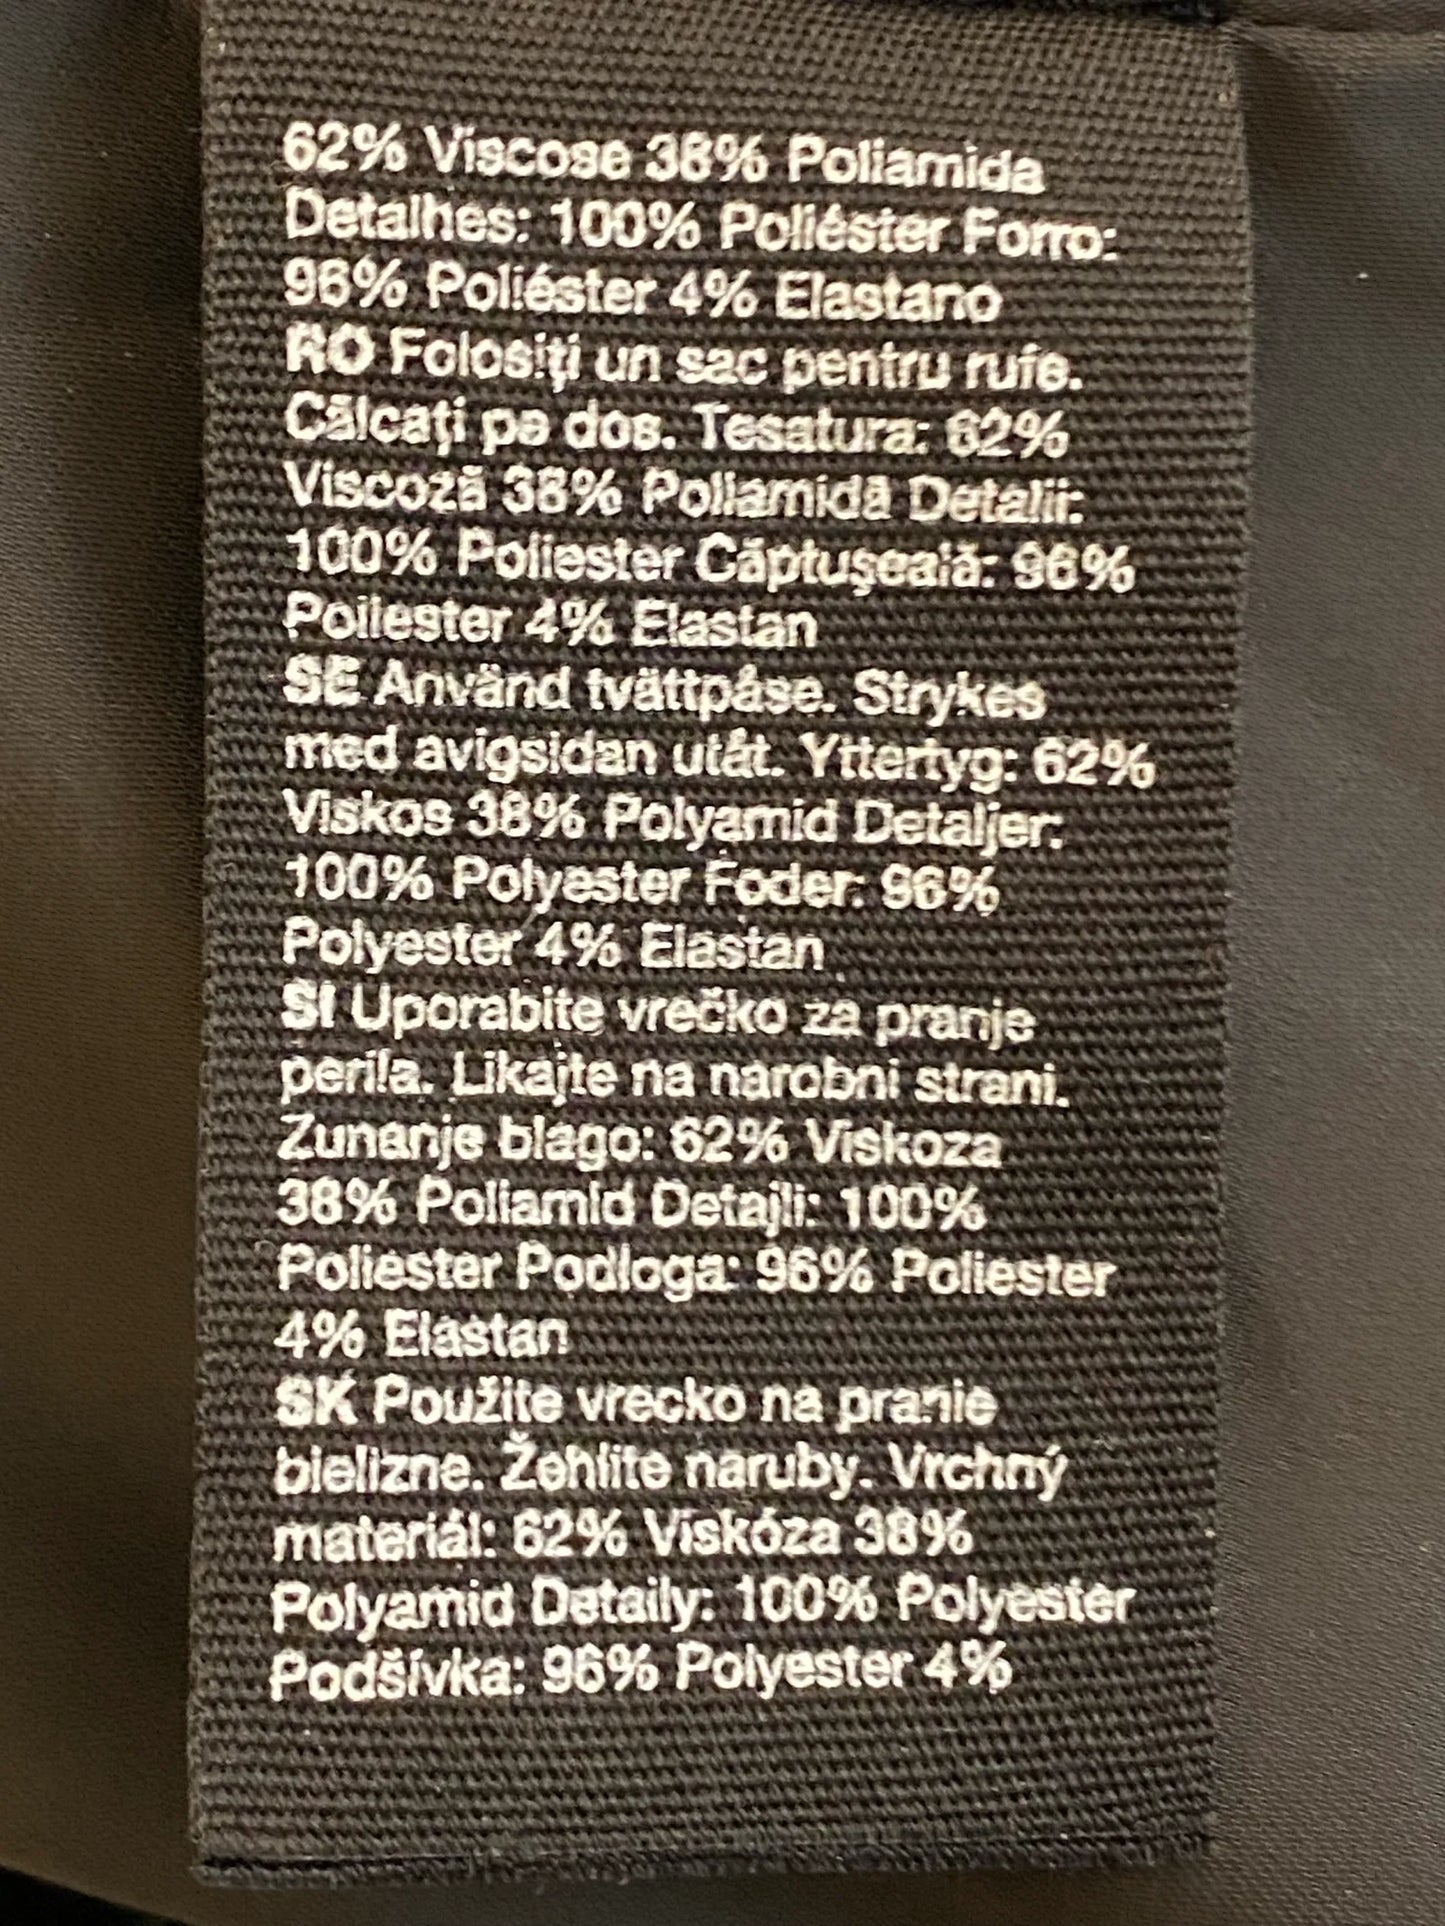 62% Viscose 38% Poliamida
Detalhes: 100% Poliéster Forro:
96% Poliéster 4% Elastano
RO Folosiți un sac pentru rufe.
Călcați pe dos. Tesatura: 62%
Viscoză 38% Poliamidă Detalii:
100% Poliester Căptușeală: 96%
Poliester 4% Elastan
SE Använd tvättpåse. Strykes
med avigsidan utåt. Yttertyg: 62%
Viskos 38% Polyamid Detaljer:
100% Polyester Foder: 96%
Polyester 4% Elastan
SI Uporabite vrečko za pranje
perila. Likajte na narobni strani.
Zunanje blago: 62% Viskoza
38% Poliamid Detajli: 100%
Poliester Podloga: 96% Poliester
4% Elastan
SK Použite vrecko na pranie
bielizne. Žehlite naruby. Vrchný
materiál: 62% Viskóza 38%
Polyamid Detaily: 100% Polyester
Podšívka: 96% Polyester 4%